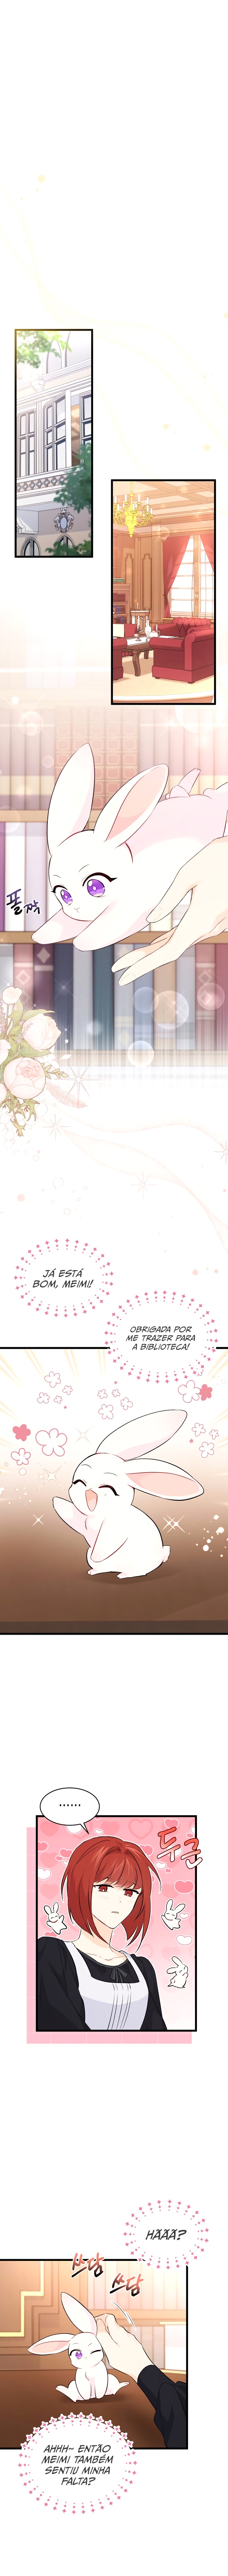 폴짝
JÁ ESTÁ
BOM, MEIMI!
OBRIGADA POR
ME TRAZER PARA
A BIBLIOTECA!
......
두근
HÃÃÃ?
쓰담
쓰담
AHHH~ ENTÃO
MEIMI TAMBÉM
SENTIU MINHA
FALTA?